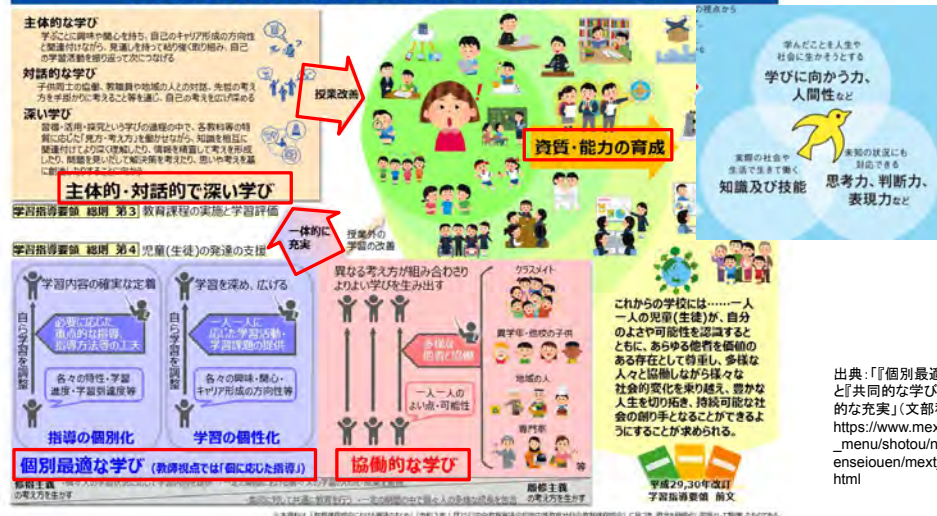 主体的な学び
学ぶことに興味や関心を持ち、自己のキャリア形成の方向性
と関連付けながら、見通しを持って粘り強く取り組み、自己
の学習活動を振り返って次につなげる
対話的な学び
子供同士の協働、教職員や地域の人との対話、先哲の考え
方を手掛かりに考えること等を通じ、自己の考えを広げ深める
深い学び
習得・活用・探究という学びの過程の中で、各教科等の特
質に応じた「見方・考え方」を働かせながら、知識を相互に
関連付けてより深く理解したり、情報を精査して考えを形成
したり、問題を見いだして解決策を考えたり、思いや考えを基
主体的・対話的で深い学び
学習指導要領 総則 第3 教育課程の実施と学習評価
授業改善
資質・能力の育成
の視点から
学んだことを人生や
社会に生かそうとする
学びに向かう力、
人間性など
実際の社会や
生活で生きて働く
知識及び技能
未知の状況にも
対応できる
思考力、判断力、
表現力など
一体的に
充実
授業外の
学習の改善
学習指導要領 総則 第4 児童(生徒)の発達の支援
学習内容の確実な定着
自ら学習を調整
必要に応じた
重点的な指導、
指導方法等の工夫
各々の特性・学習
進度・学習到達度等
指導の個別化
学習を深め、広げる
自ら学習を調整
一人一人に
応じた学習活動・
学習課題の提供
各々の興味・関心・
キャリア形成の方向性等
学習の個性化
個別最適な学び (教師視点では「個に応じた指導」)
異なる考え方が組み合わさり
よりよい学びを生み出す
多様な
他者と協働
一人一人の
よい点・可能性
協働的な学び
クラスメイト
異学年・他校の子供
地域の人
専門家
等
修得主義
の考え方を生かす
履修主義
の考え方を生かす
これからの学校には……一人
一人の児童(生徒)が、自分
のよさや可能性を認識すると
ともに、あらゆる他者を価値の
ある存在として尊重し、多様な
人々と協働しながら様々な
社会的変化を乗り越え、豊かな
人生を切り拓き、持続可能な社
会の創り手となることができるよ
うにすることが求められる。
平成29,30年改訂
学習指導要領 前文
出典:「『個別最適
と『共同的な学び
的な充実」(文部科
https://www.mex
_menu/shotou/n
enseiouen/mext_
html